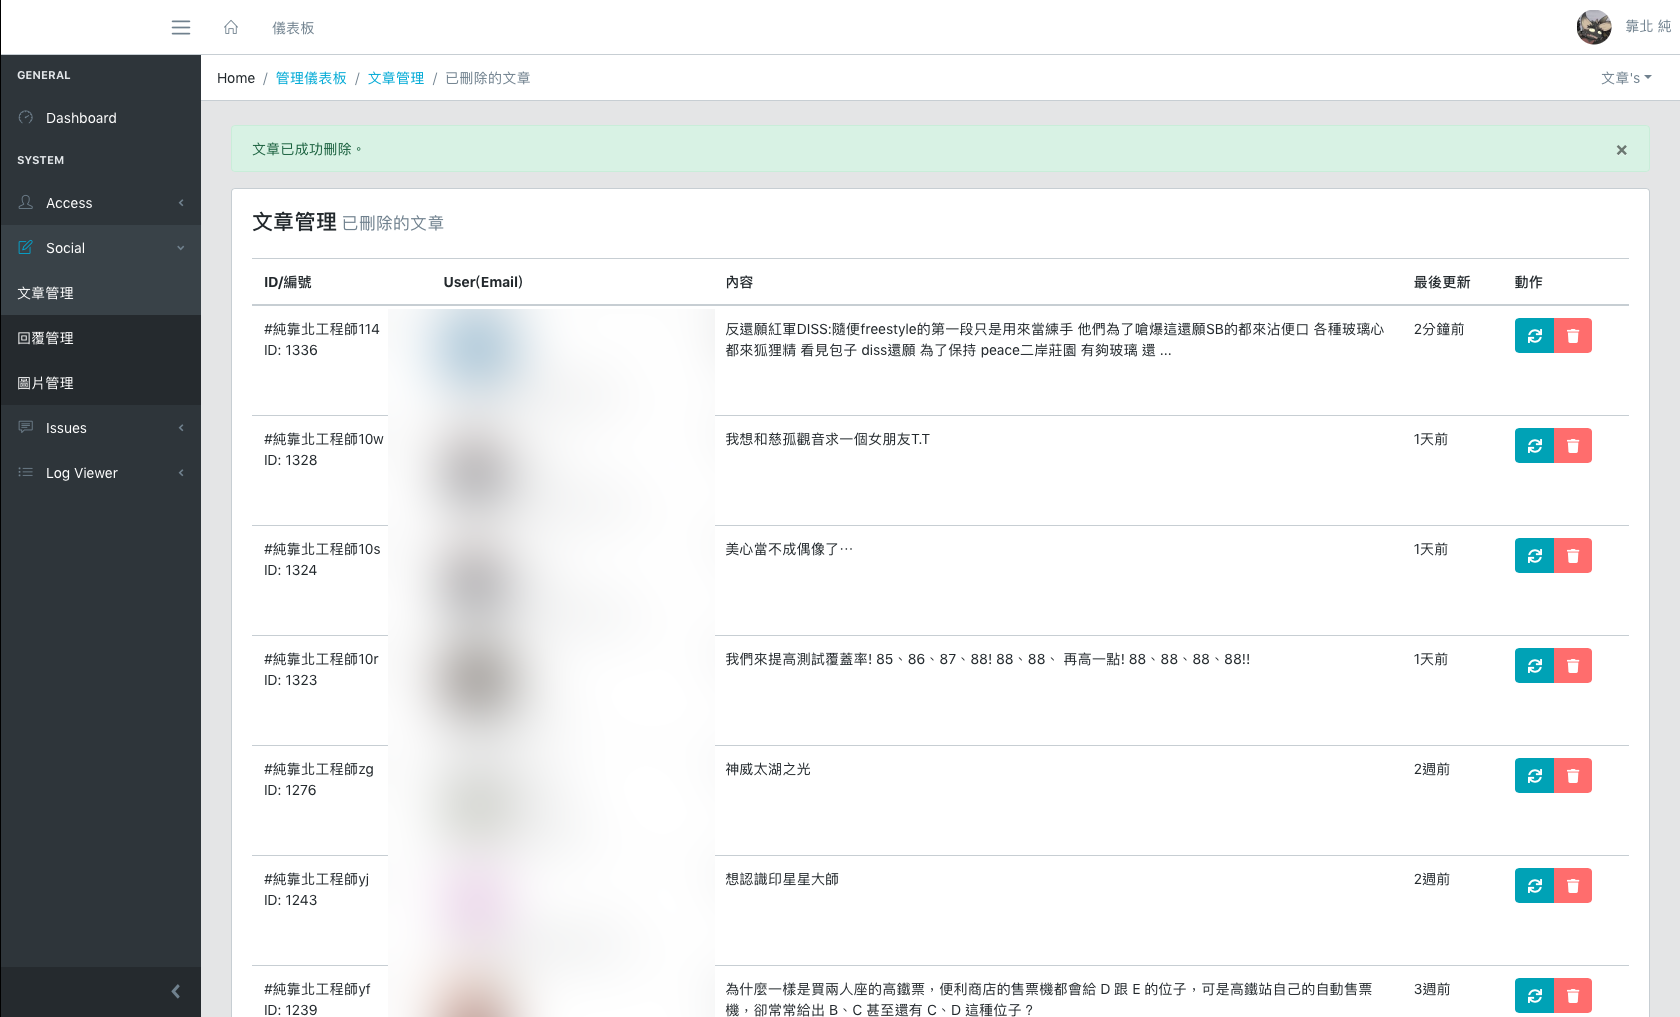 儀表板
靠北 純
GENERAL
Dashboard
SYSTEM
Access
Social
文章管理
回覆管理
圖片管理
Issues
Log Viewer
Home / 管理儀表板 / 文章管理 / 已刪除的文章
文章's
文章已成功刪除。
×
文章管理 已刪除的文章
ID/編號 User(Email) 內容 最後更新 動作
#純靠北工程師114
ID: 1336
反還願紅軍DISS:隨便freestyle的第一段只是用來當練手 他們為了嗆爆這還願SB的都來沾便口 各種玻璃心
都來狐狸精 看見包子 diss還願 為了保持 peace二岸莊園 有夠玻璃 還 ...
2分鐘前
#純靠北工程師10w
ID: 1328
我想和慈孤觀音求一個女朋友T.T
1天前
#純靠北工程師10s
ID: 1324
美心當不成偶像了⋯
1天前
#純靠北工程師10r
ID: 1323
我們來提高測試覆蓋率! 85、86、87、88! 88、88、 再高一點! 88、88、88、88!!
1天前
#純靠北工程師zg
ID: 1276
神威太湖之光
2週前
#純靠北工程師yj
ID: 1243
想認識印星星大師
2週前
#純靠北工程師yf
ID: 1239
為什麼一樣是買兩人座的高鐵票，便利商店的售票機都會給 D 跟 E 的位子，可是高鐵站自己的自動售票
機，卻常常給出 B、C 甚至還有 C、D 這種位子？
3週前